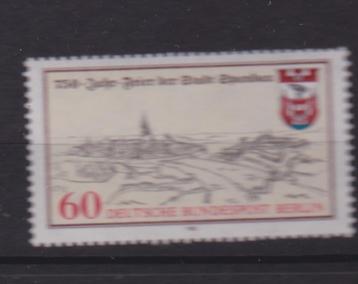 750-Jahr-Feier der Stadt Spandau
60 DEUTSCHE BUNDESPOST BERLIN